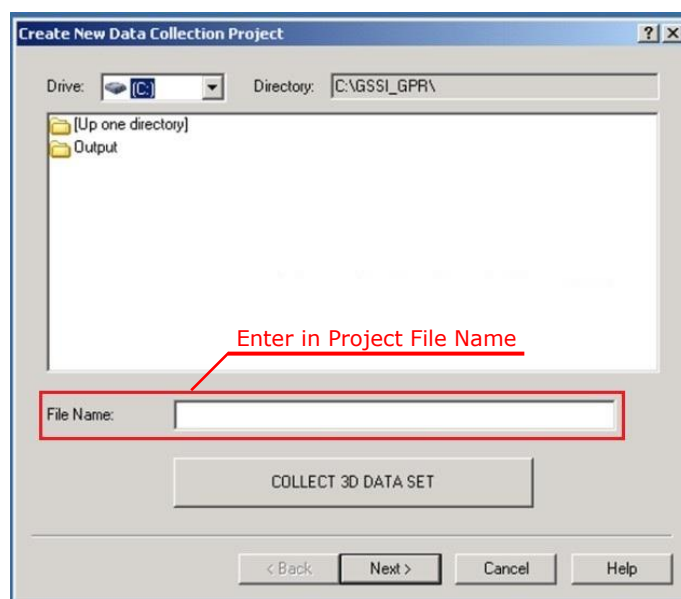 Create New Data Collection Project
Drive: (C:) Directory: C:\GSSI_GPR\
[Up one directory]
Output
Enter in Project File Name
File Name:
COLLECT 3D DATA SET
< Back Next > Cancel Help